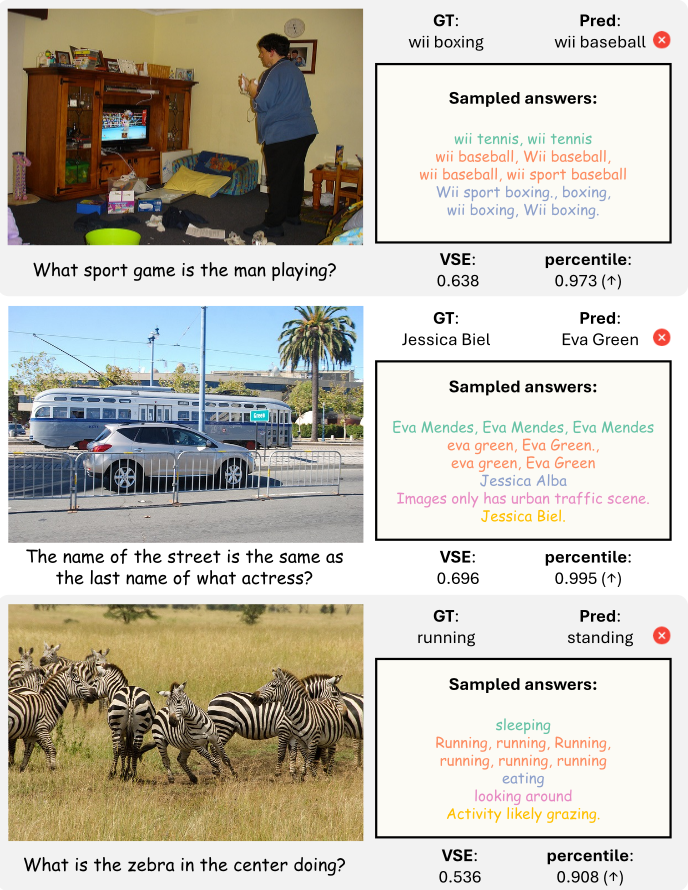 GT:
Pred:
wii boxing
wii baseball
Sampled answers:
wii tennis, wii tennis
wii baseball, Wii baseball,
wii baseball, wii sport baseball
Wii sport boxing., boxing,
wii boxing, Wii boxing.
What sport game is the man playing?
VSE:
percentile:
0.638
0.973 (↑)
GT:
Pred:
Jessica Biel
Eva Green
Green
Sampled answers:
Eva Mendes, Eva Mendes, Eva Mendes
eva green, Eva Green.,
eva green, Eva Green
Jessica Alba
Images only has urban traffic scene.
Jessica Biel.
The name of the street is the same as
the last name of what actress?
VSE:
percentile:
0.696
0.995 (↑)
GT:
Pred:
running
standing
Sampled answers:
sleeping
Running, running, Running,
running, running, running
eating
looking around
Activity likely grazing.
What is the zebra in the center doing?
VSE:
percentile:
0.536
0.908 (↑)